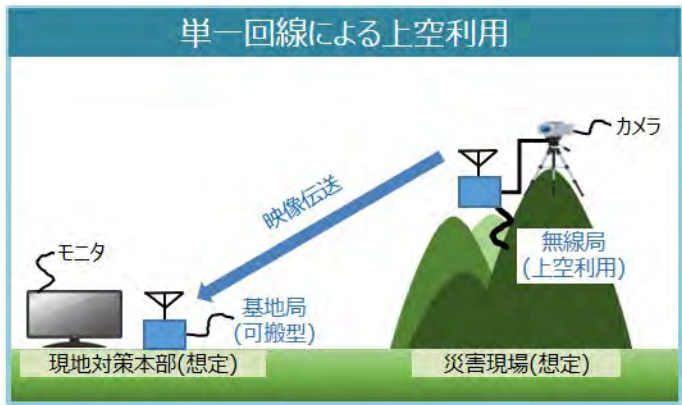 単一回線による上空利用
カメラ
映像伝送
モニタ
無線局
(上空利用)
基地局
(可搬型)
現地対策本部(想定)
災害現場(想定)